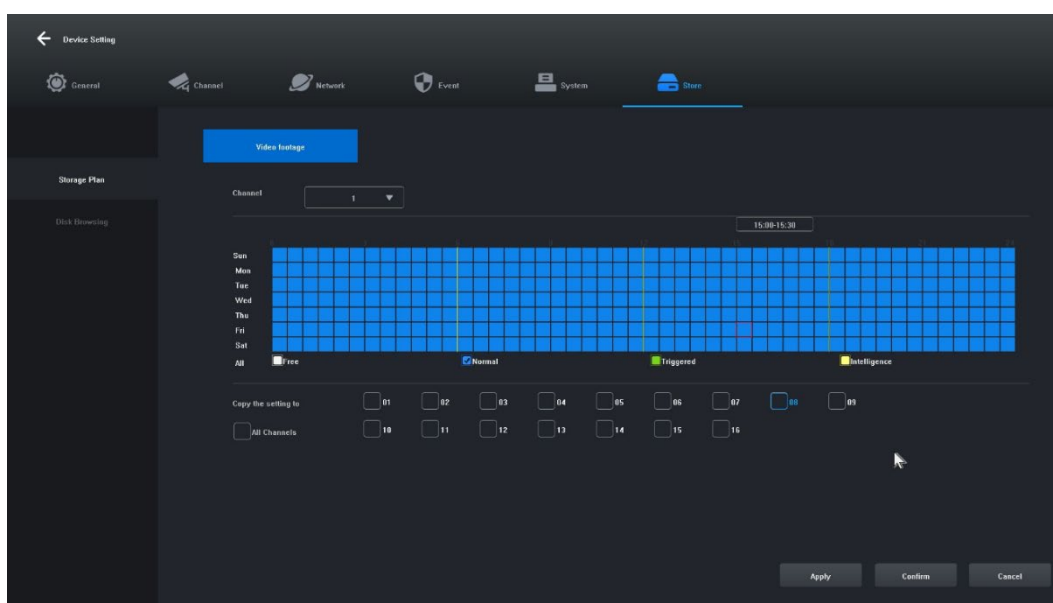 Device Setting
General Channel Network Event System Store
Video footage
Storage Plan
Channel 1
Disk Browsing
15:00-15:30
Sun
Mon
Tue
Wed
Thu
Fri
Sat
All Free Normal Triggered Intelligence
Copy the setting to 01 02 03 04 05 06 07 08 09
All Channels 10 11 12 13 14 15 16
Apply Confirm Cancel